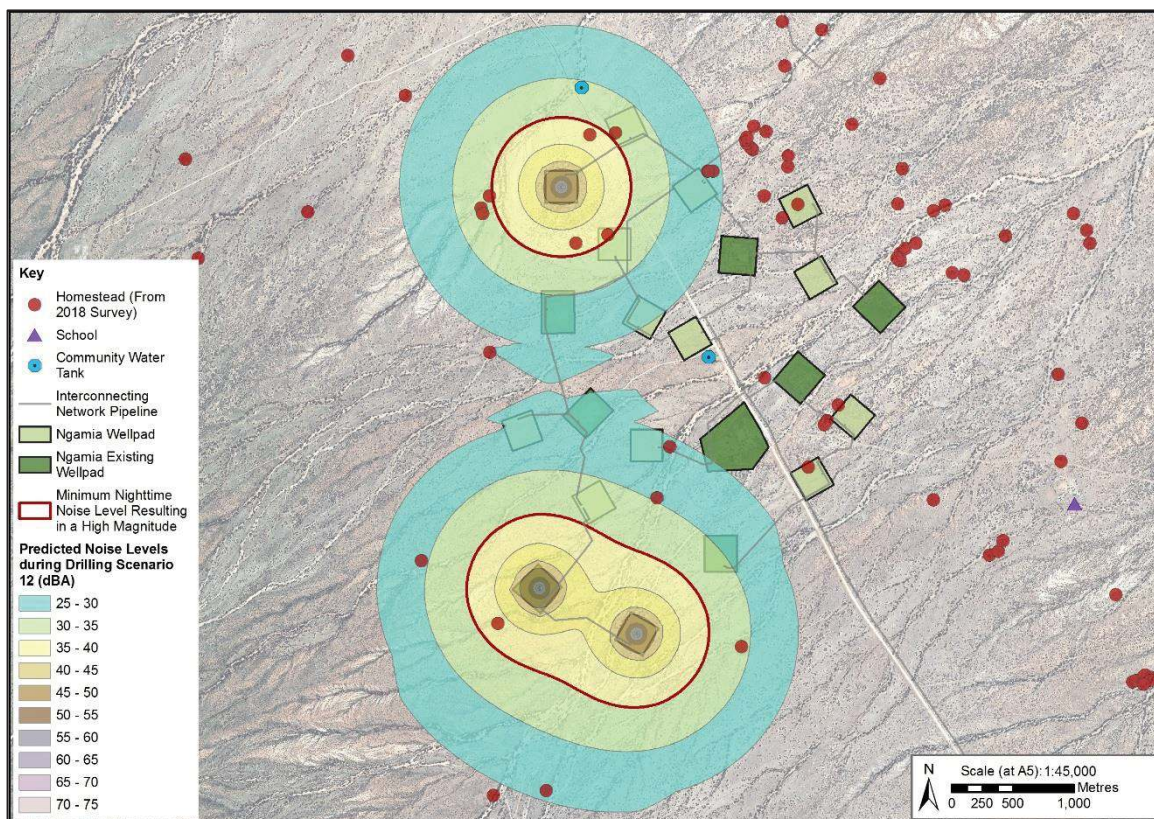 Key
Homestead (From
2018 Survey)
School
Community Water
Tank
Interconnecting
Network Pipeline
Ngamia Wellpad
Ngamia Existing
Wellpad
Minimum Nighttime
Noise Level Resulting
in a High Magnitude
Predicted Noise Levels
during Drilling Scenario
12 (dBA)
25 - 30
30 - 35
35 - 40
40 - 45
45 - 50
50 - 55
55 - 60
60 - 65
65 - 70
70 - 75
N
Scale (at A5): 1:45,000
Metres
0 250 500 1,000